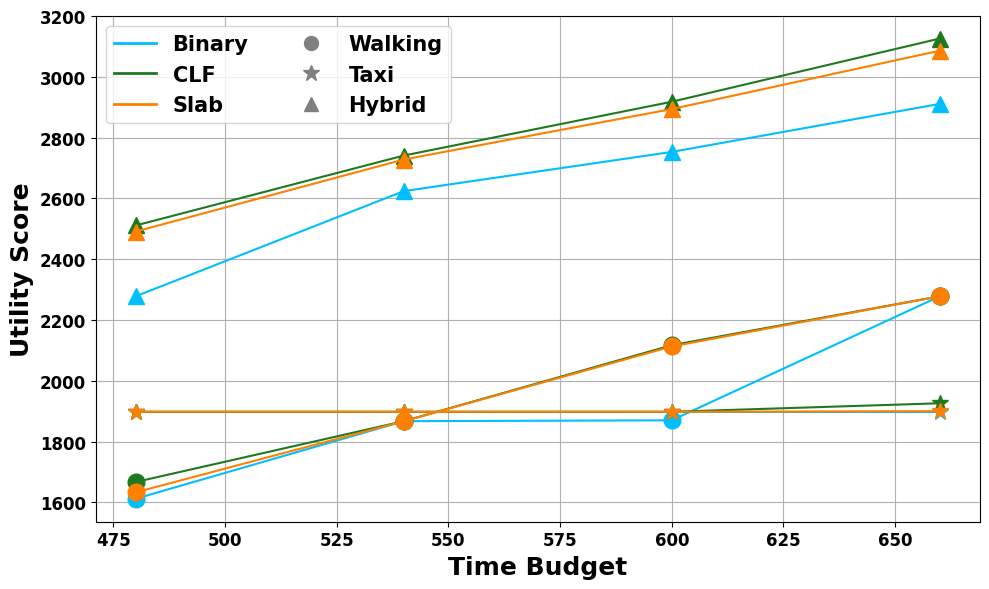 3200
3000
2800
2600
2400
2200
2000
1800
1600
Utility Score
Binary
CLF
Slab
Walking
Taxi
Hybrid
475 500 525 550 575 600 625 650
Time Budget